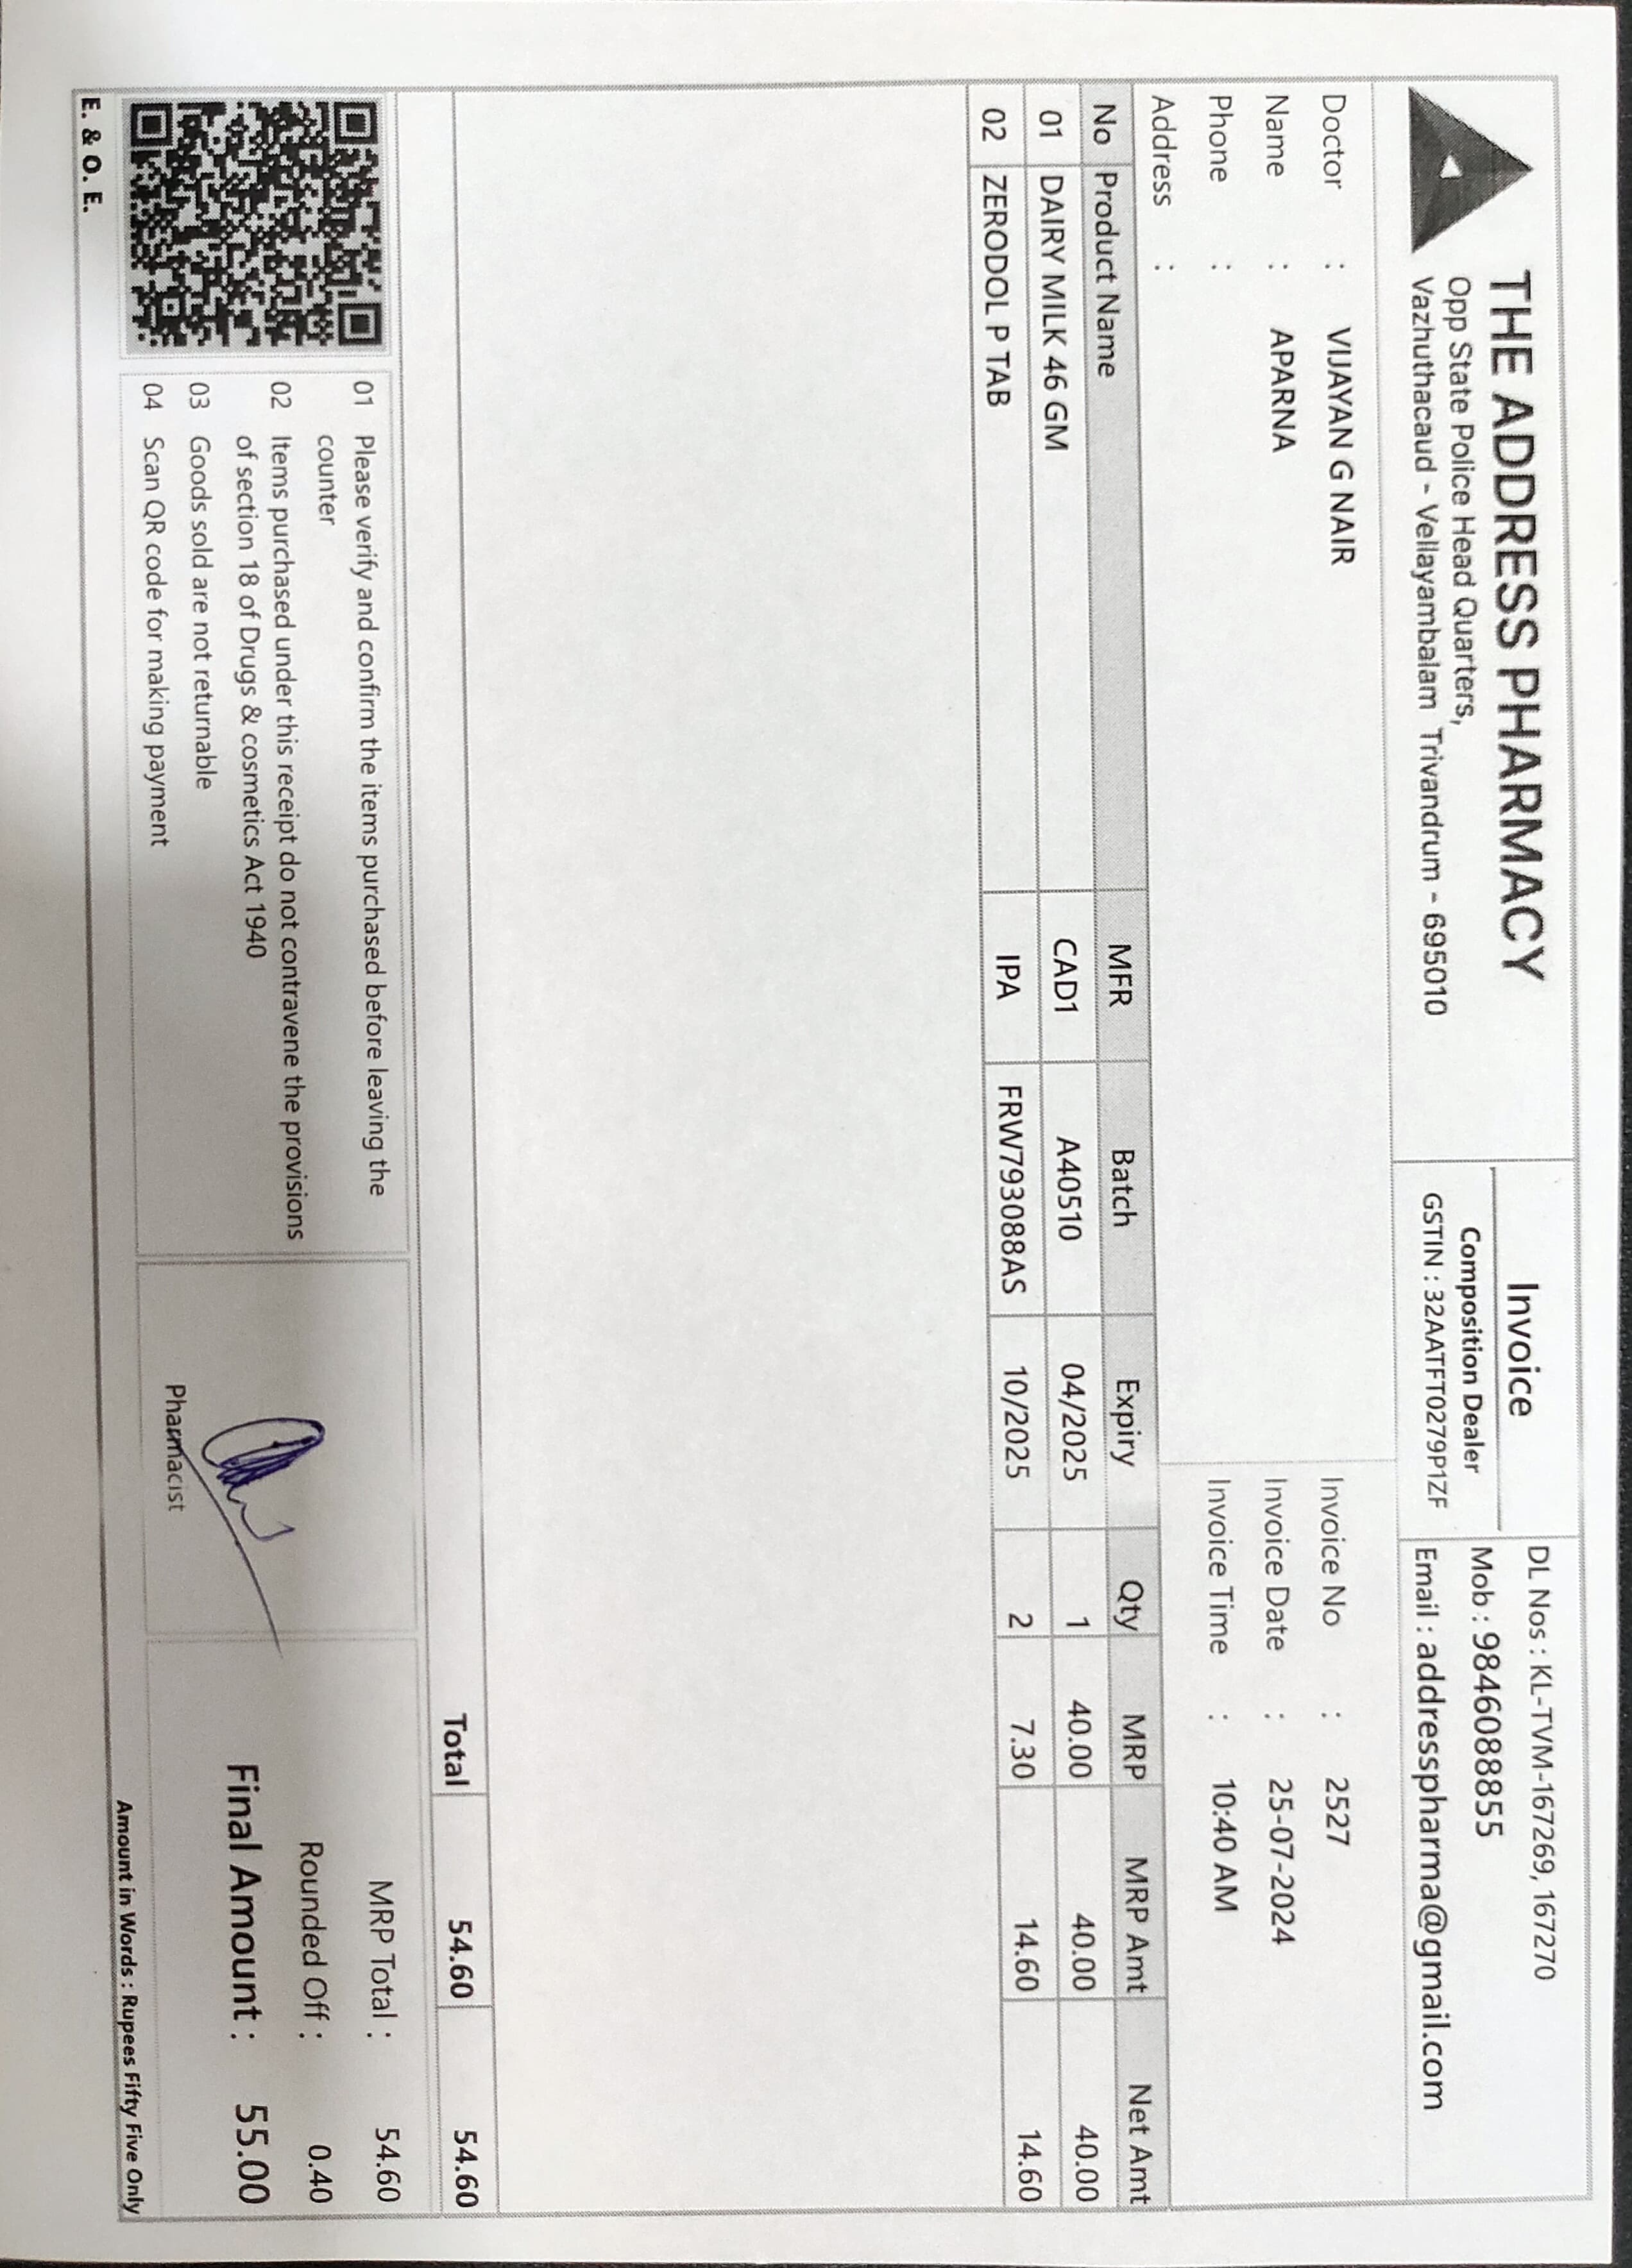 THE ADDRESS PHARMACY
Opp State Police Head Quarters,
Vazhuthacaud - Vellayambalam Trivandrum - 695010
Invoice
Composition Dealer
GSTIN : 32AATFT0279P1ZF
DL Nos : KL-TVM-167269, 167270
Mob : 9846088855
Email : addresspharma@gmail.com
Doctor : VIJAYAN G NAIR
Name : APARNA
Phone :
Address :
Invoice No : 2527
Invoice Date : 25-07-2024
Invoice Time : 10:40 AM
No Product Name MFR Batch Expiry Qty MRP MRP Amt Net Amt
01 DAIRY MILK 46 GM CAD1 A40510 04/2025 1 40.00 40.00 40.00
02 ZERODOL P TAB IPA FRW793088AS 10/2025 2 7.30 14.60 14.60
Total 54.60 54.60
01 Please verify and confirm the items purchased before leaving the
counter
02 Items purchased under this receipt do not contravene the provisions
of section 18 of Drugs & cosmetics Act 1940
03 Goods sold are not returnable
04 Scan QR code for making payment
Pharmacist
MRP Total : 54.60
Rounded Off : 0.40
Final Amount : 55.00
Amount in Words : Rupees Fifty Five Only
E. & O. E.